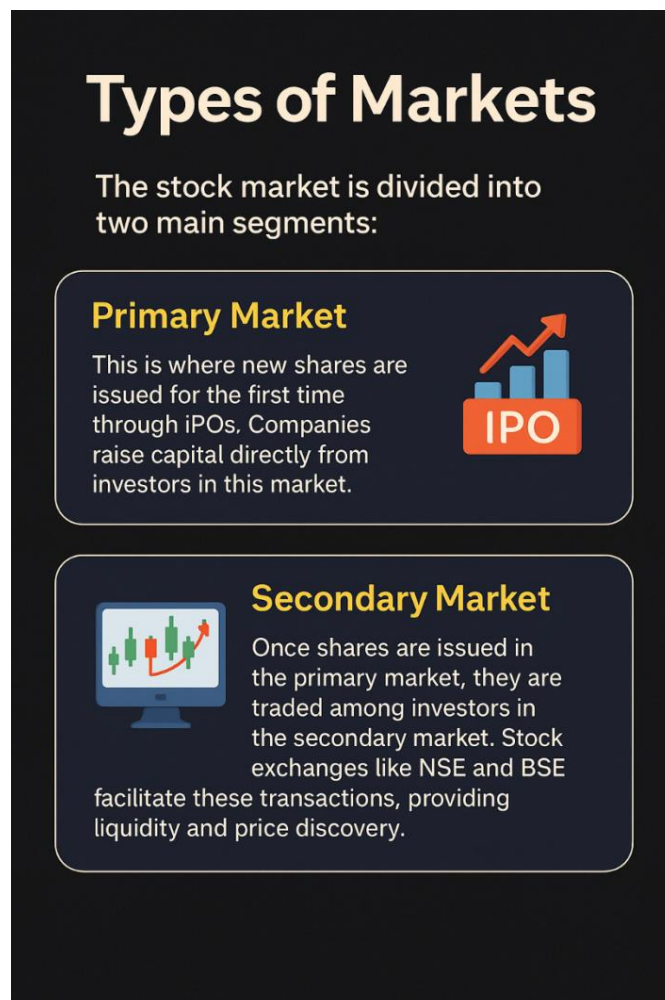 Types of Markets
The stock market is divided into
two main segments:
Primary Market
This is where new shares are
issued for the first time
through iPOs. Companies
raise capital directly from
investors in this market.
IPO
Secondary Market
Once shares are issued in
the primary market, they are
traded among investors in
the secondary market. Stock
exchanges like NSE and BSE
facilitate these transactions, providing
liquidity and price discovery.